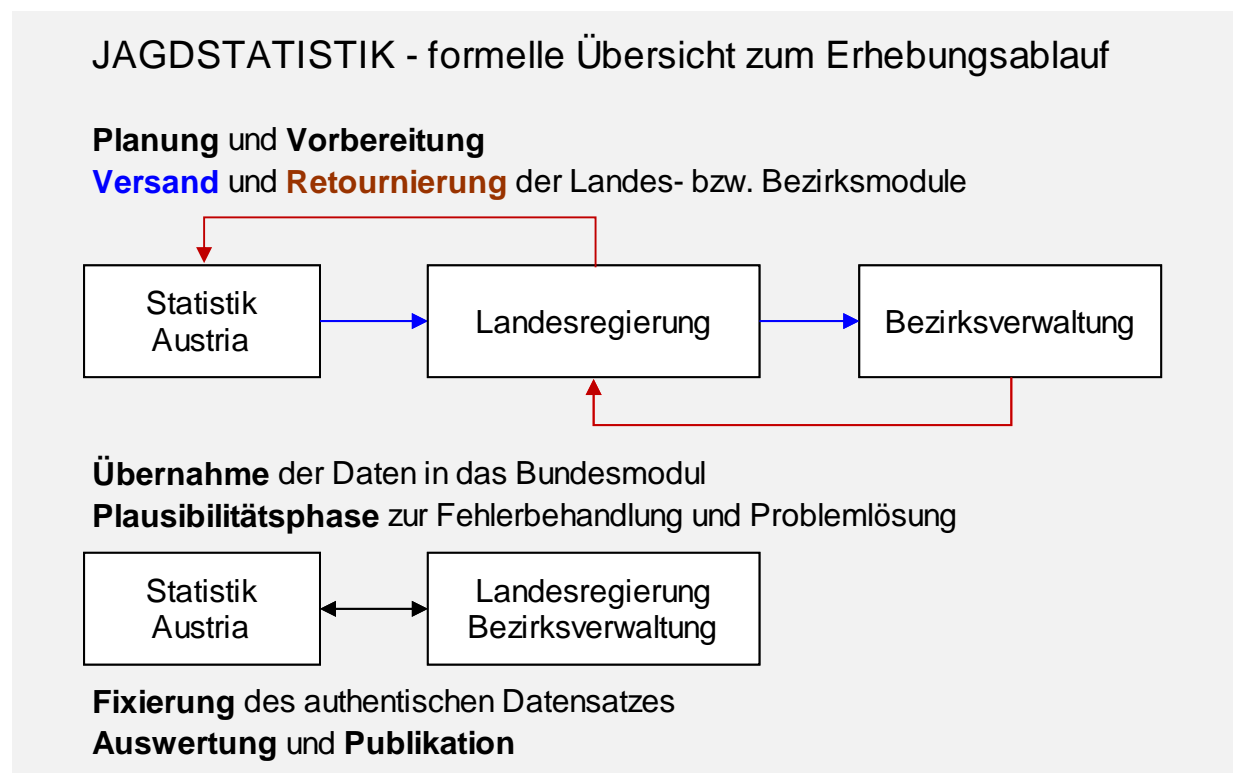 JAGDSTATISTIK - formelle Übersicht zum Erhebungsablauf
Planung und Vorbereitung
Versand und Retournierung der Landes- bzw. Bezirksmodule
Statistik
Austria
Landesregierung
Bezirksverwaltung
Übernahme der Daten in das Bundesmodul
Plausibilitätsphase zur Fehlerbehandlung und Problemlösung
Statistik
Austria
Landesregierung
Bezirksverwaltung
Fixierung des authentischen Datensatzes
Auswertung und Publikation